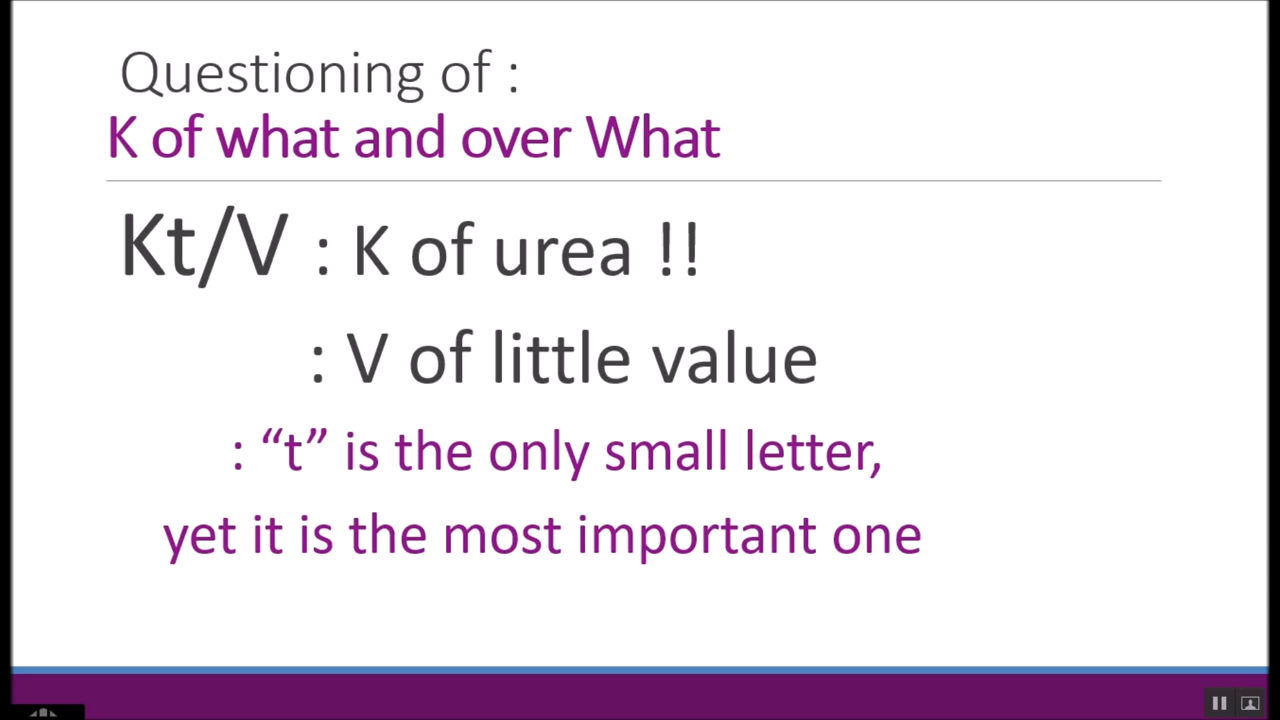 Questioning of :
K of what and over What
Kt/V : K of urea !!
: V of little value
: “t” is the only small letter,
yet it is the most important one